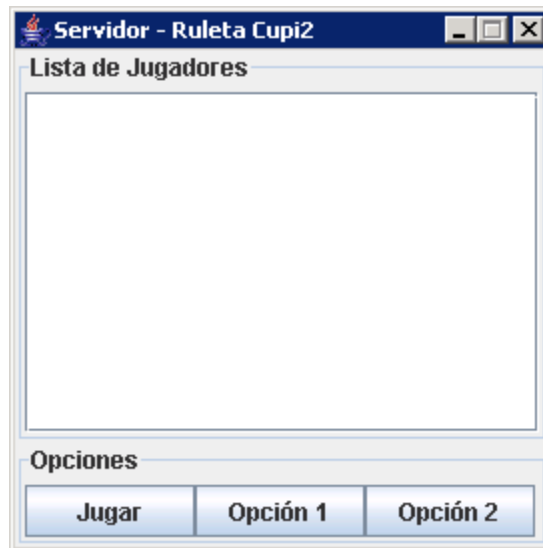 Servidor - Ruleta Cupi2
Lista de Jugadores
Opciones
Jugar Opción 1 Opción 2